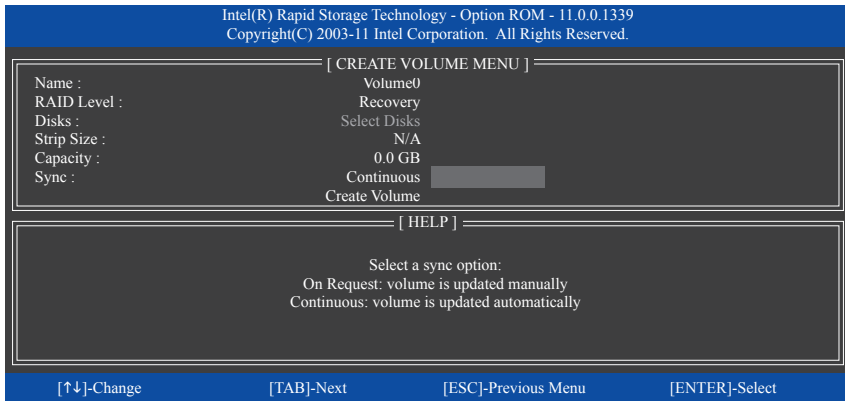 Intel(R) Rapid Storage Technology - Option ROM - 11.0.0.1339
Copyright(C) 2003-11 Intel Corporation.  All Rights Reserved.
[ CREATE VOLUME MENU ]
Name : Volume0
RAID Level : Recovery
Disks : Select Disks
Strip Size : N/A
Capacity : 0.0 GB
Sync : Continuous
Create Volume
[ HELP ]
Select a sync option:
On Request: volume is updated manually
Continuous: volume is updated automatically
[↑↓]-Change [TAB]-Next [ESC]-Previous Menu [ENTER]-Select